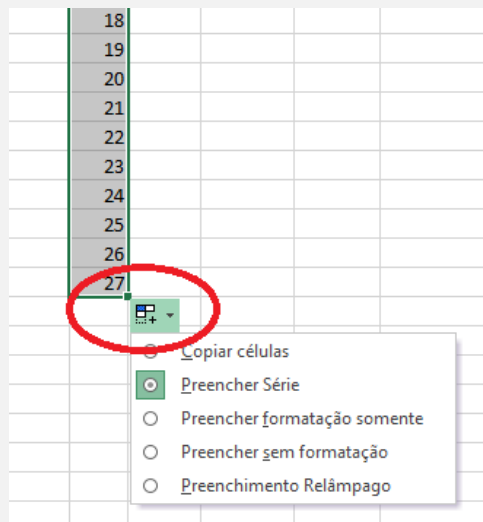 18
19
20
21
22
23
24
25
26
27
Copiar células
Preencher Série
Preencher formatação somente
Preencher sem formatação
Preenchimento Relâmpago